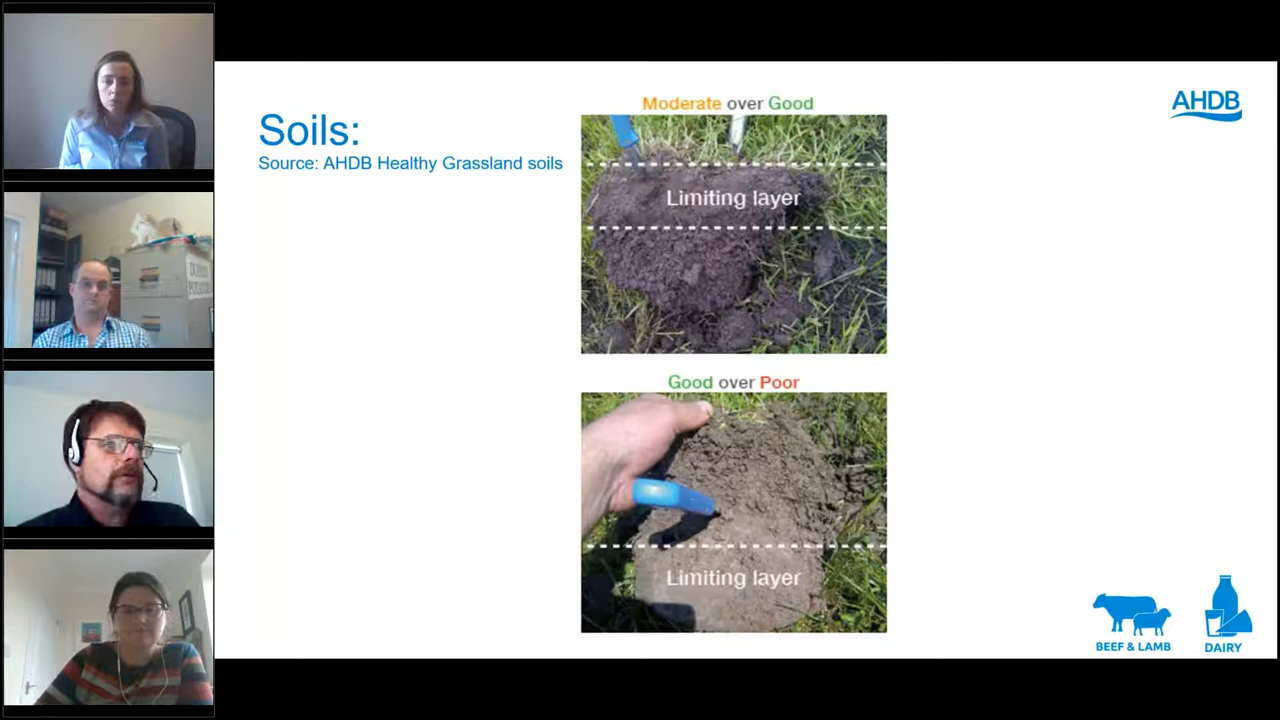 Soils:
Source: AHDB Healthy Grassland soils
Moderate over Good
Limiting layer
Good over Poor
Limiting layer
AHDB
BEEF & LAMB
DAIRY